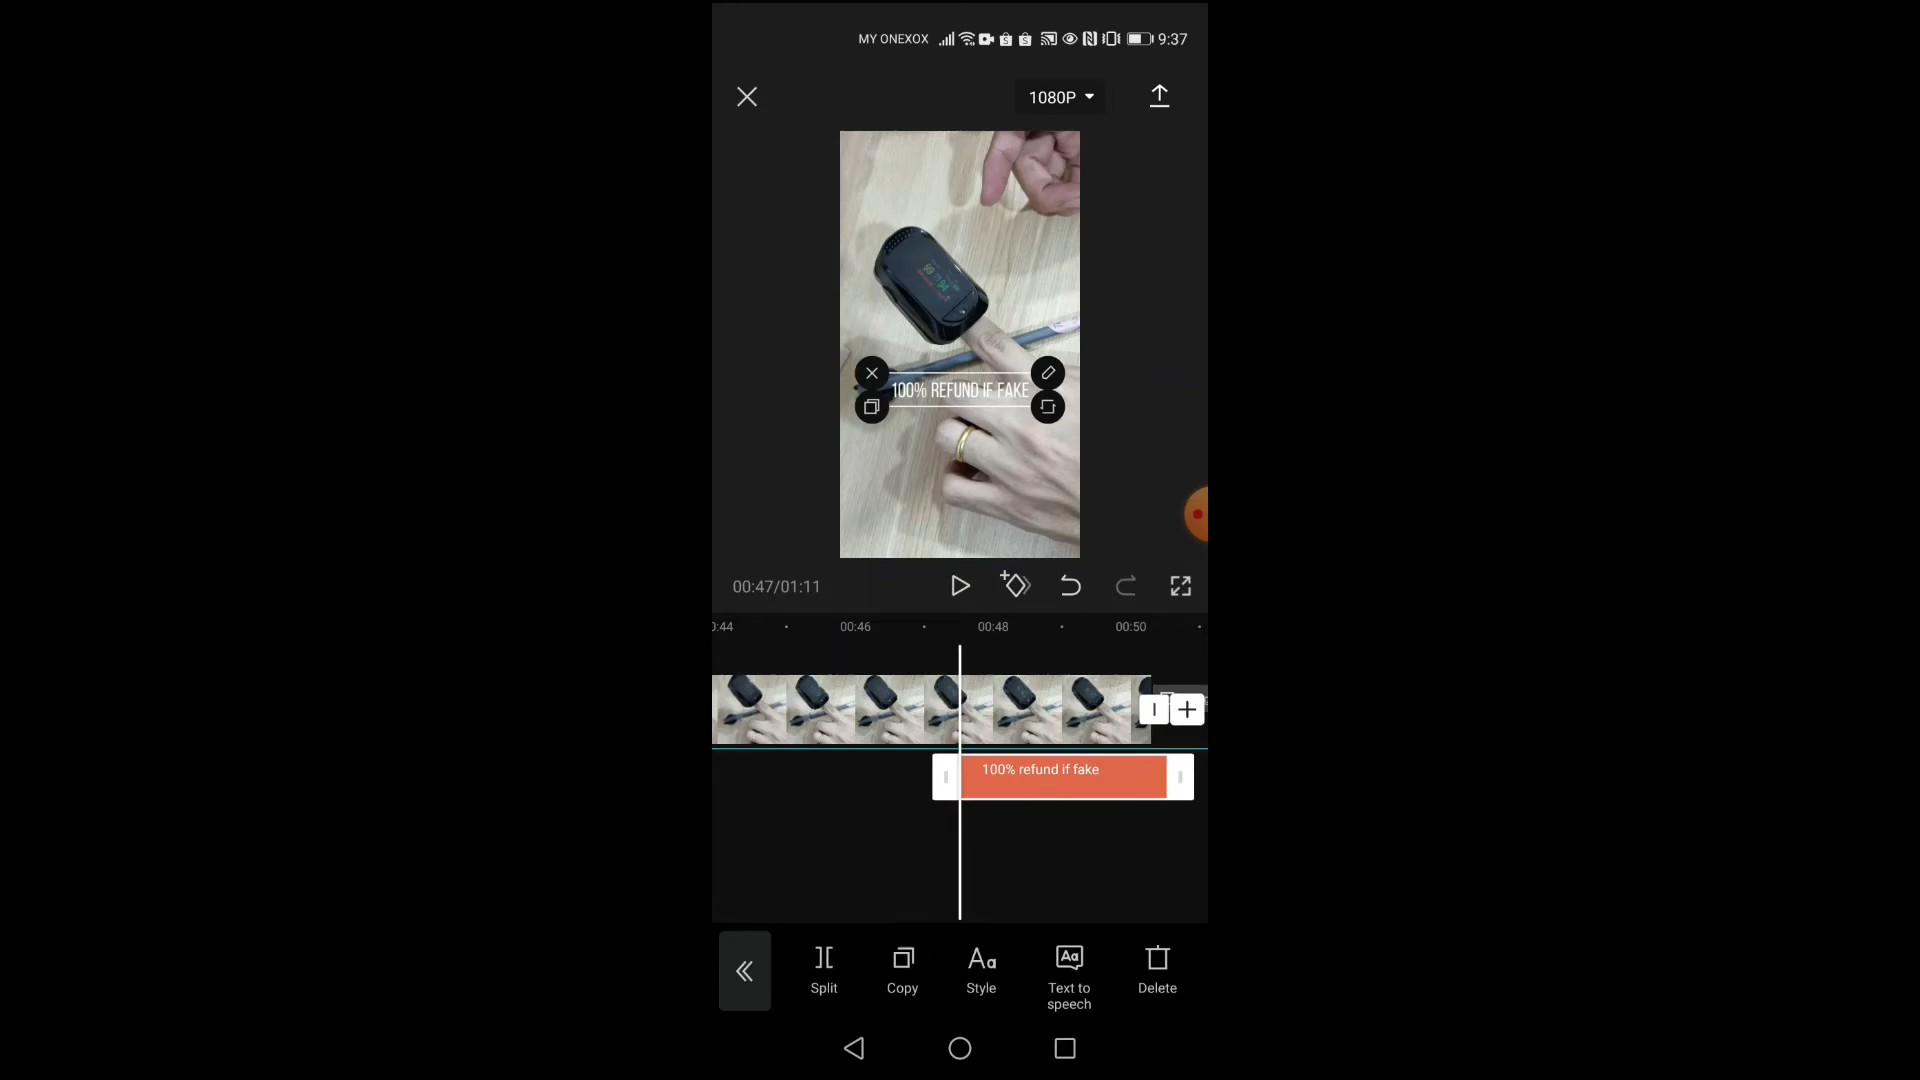 MY ONEXOX 9:37
1080P
100% REFUND IF FAKE
00:47/01:11
0:44 00:46 00:48 00:50
100% refund if fake
Split Copy Style Text to speech Delete